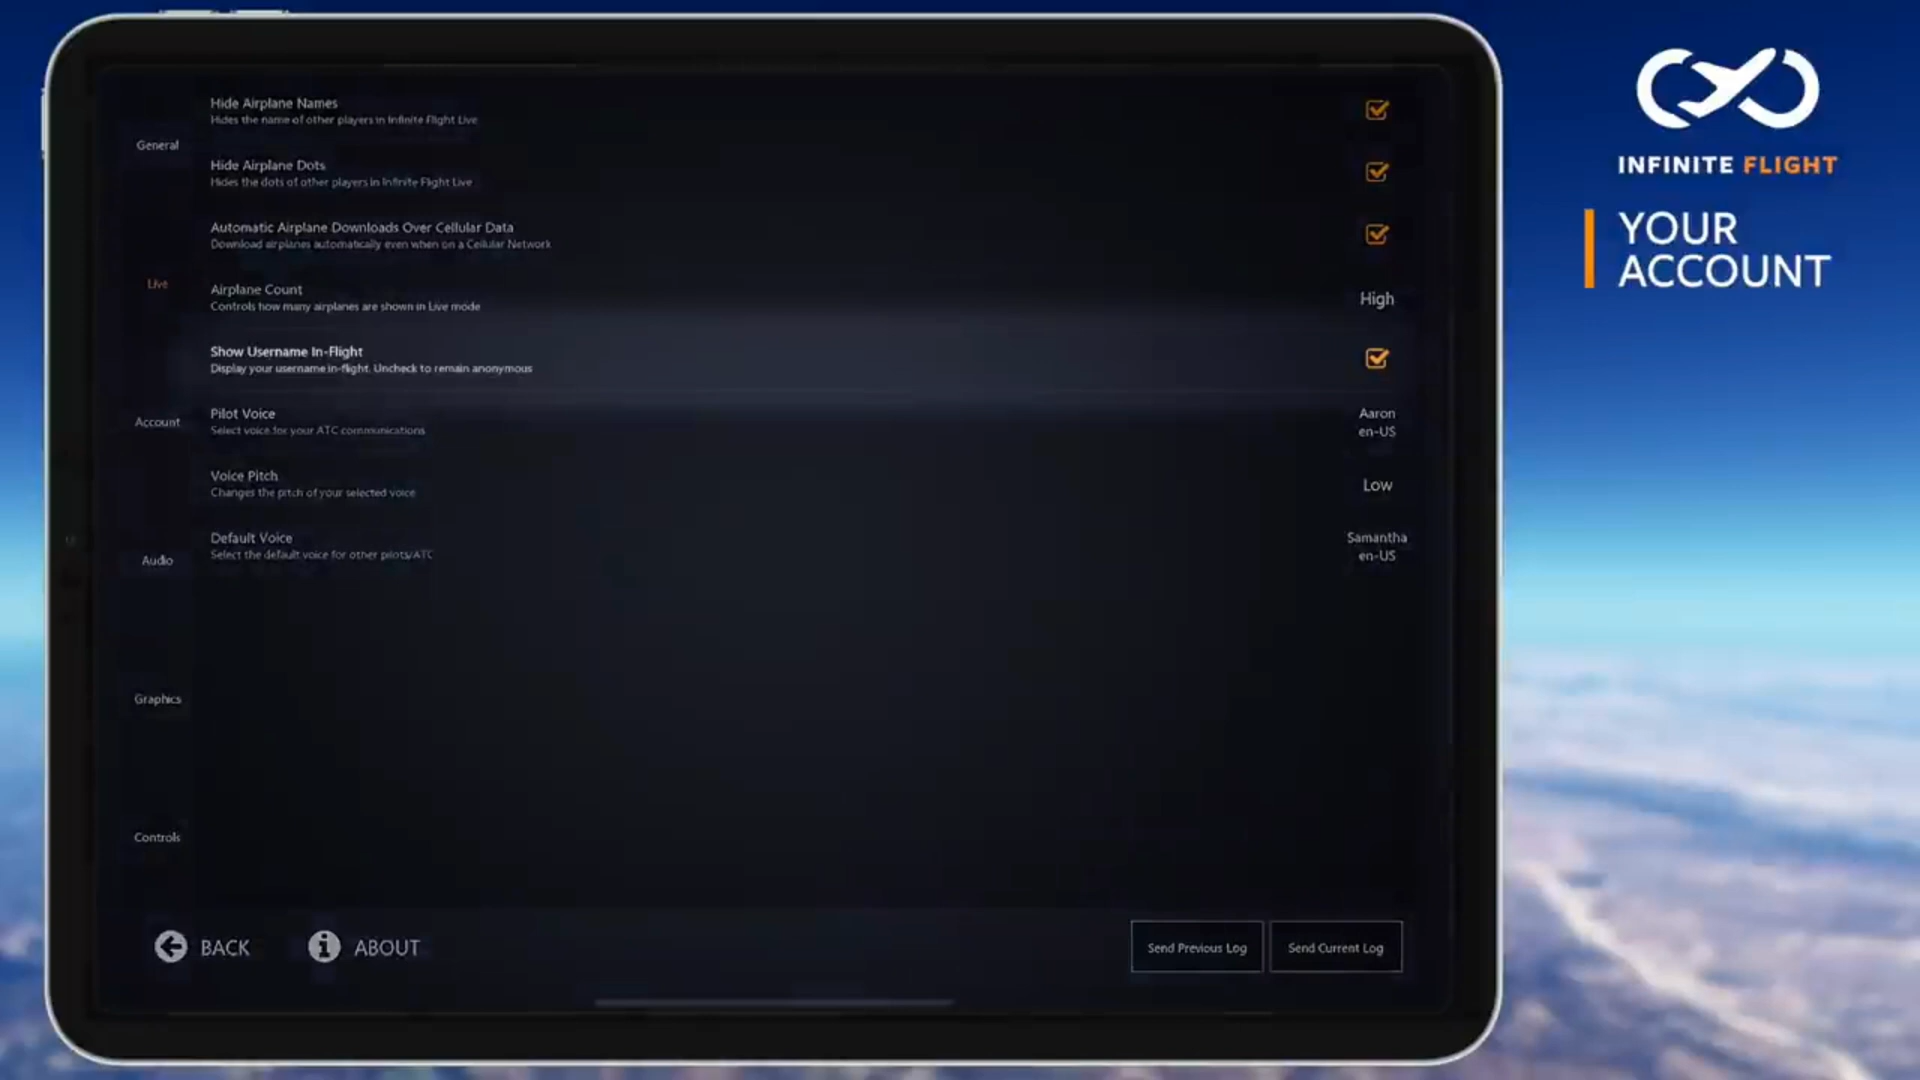 Hide Airplane Names
Hides the name of other players in Infinite Flight Live
General
Hide Airplane Dots
Hides the dots of other players in Infinite Flight Live
Automatic Airplane Downloads Over Cellular Data
Download airplanes automatically even when on a Cellular Network
Live
Airplane Count
Controls how many airplanes are shown in Live mode
High
Show Username In-Flight
Display your username in-flight. Uncheck to remain anonymous
Account
Pilot Voice
Select voice for your ATC communications
Aaron
en-US
Voice Pitch
Changes the pitch of your selected voice
Low
Default Voice
Select the default voice for other pilots/ATC
Samantha
en-US
Audio
Graphics
Controls
BACK
ABOUT
Send Previous Log
Send Current Log
INFINITE FLIGHT
YOUR
ACCOUNT